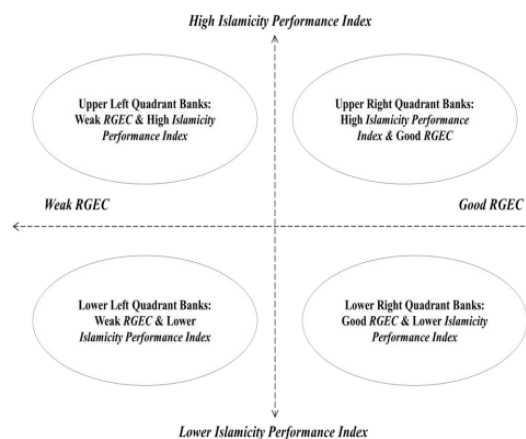 High Islamicity Performance Index
Upper Left Quadrant Banks:
Weak RGEC & High Islamicity
Performance Index
Upper Right Quadrant Banks:
High Islamicity Performance
Index & Good RGEC
Weak RGEC
Good RGEC
Lower Left Quadrant Banks:
Weak RGEC & Lower
Islamicity Performance Index
Lower Right Quadrant Banks:
Good RGEC & Lower Islamicity
Performance Index
Lower Islamicity Performance Index